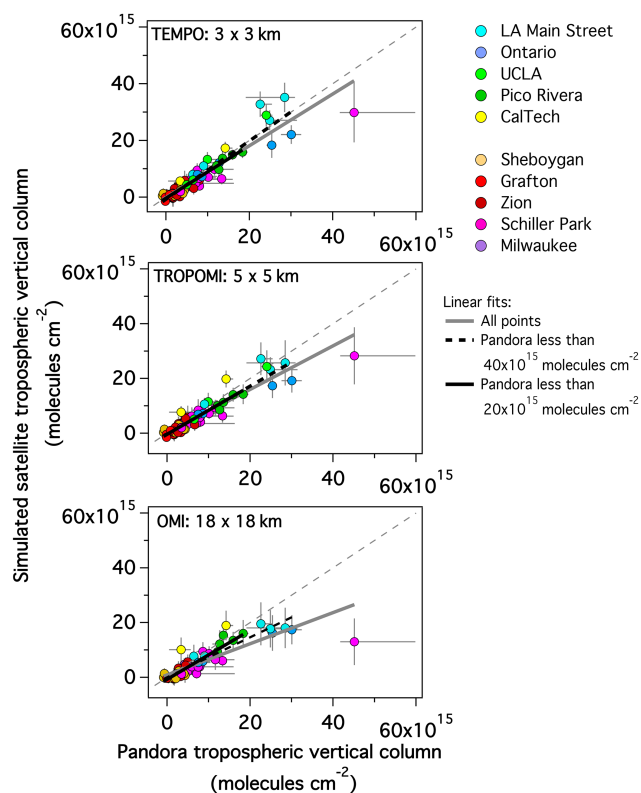 TEMPO: 3 x 3 km
60x10^15
40
20
0
0
20
40
60x10^15
TROPOMI: 5 x 5 km
60x10^15
40
20
0
0
20
40
60x10^15
OMI: 18 x 18 km
60x10^15
40
20
0
0
20
40
60x10^15
Simulated satellite tropospheric vertical column
(molecules cm^-2)
Pandora tropospheric vertical column
(molecules cm^-2)
LA Main Street
Ontario
UCLA
Pico Rivera
CalTech
Sheboygan
Grafton
Zion
Schiller Park
Milwaukee
Linear fits:
All points
Pandora less than
40x10^15 molecules cm^-2
Pandora less than
20x10^15 molecules cm^-2